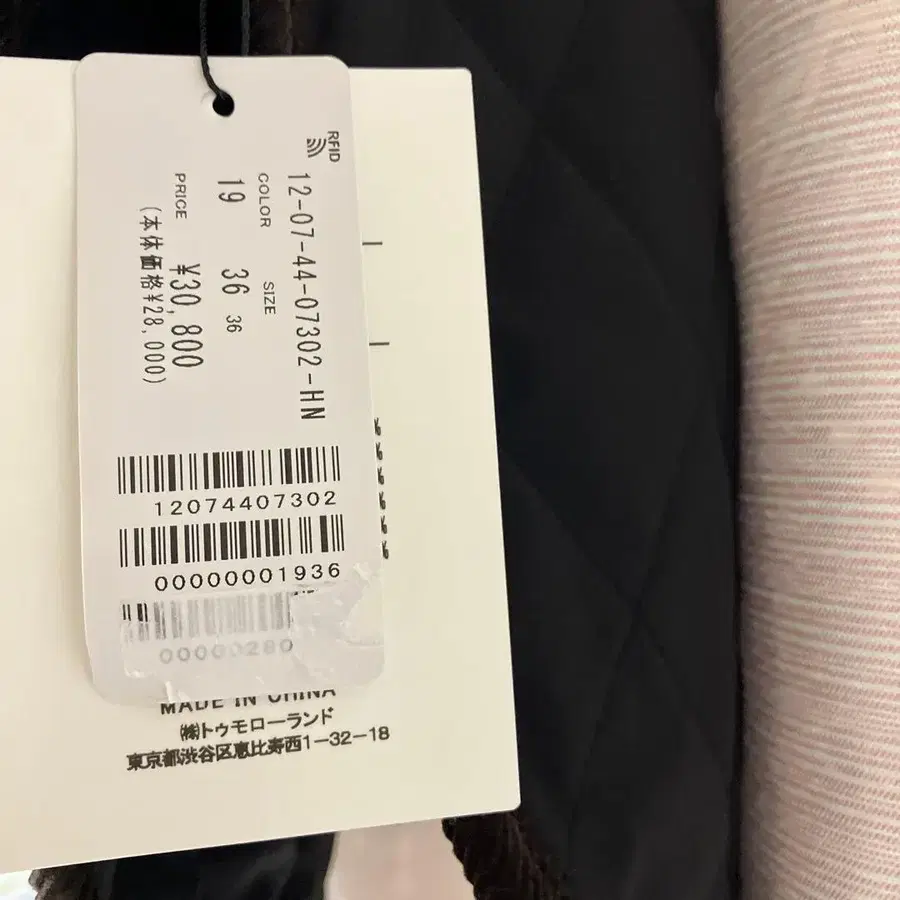 RFID
12-07-44-07302-HN
COLOR SIZE
19 36 36
PRICE
¥30,800
(本体価格¥28,000)
12074407302
00000001936
00000280
MADE IN CHINA
㈱トゥモローランド
東京都渋谷区恵比寿西1-32-18